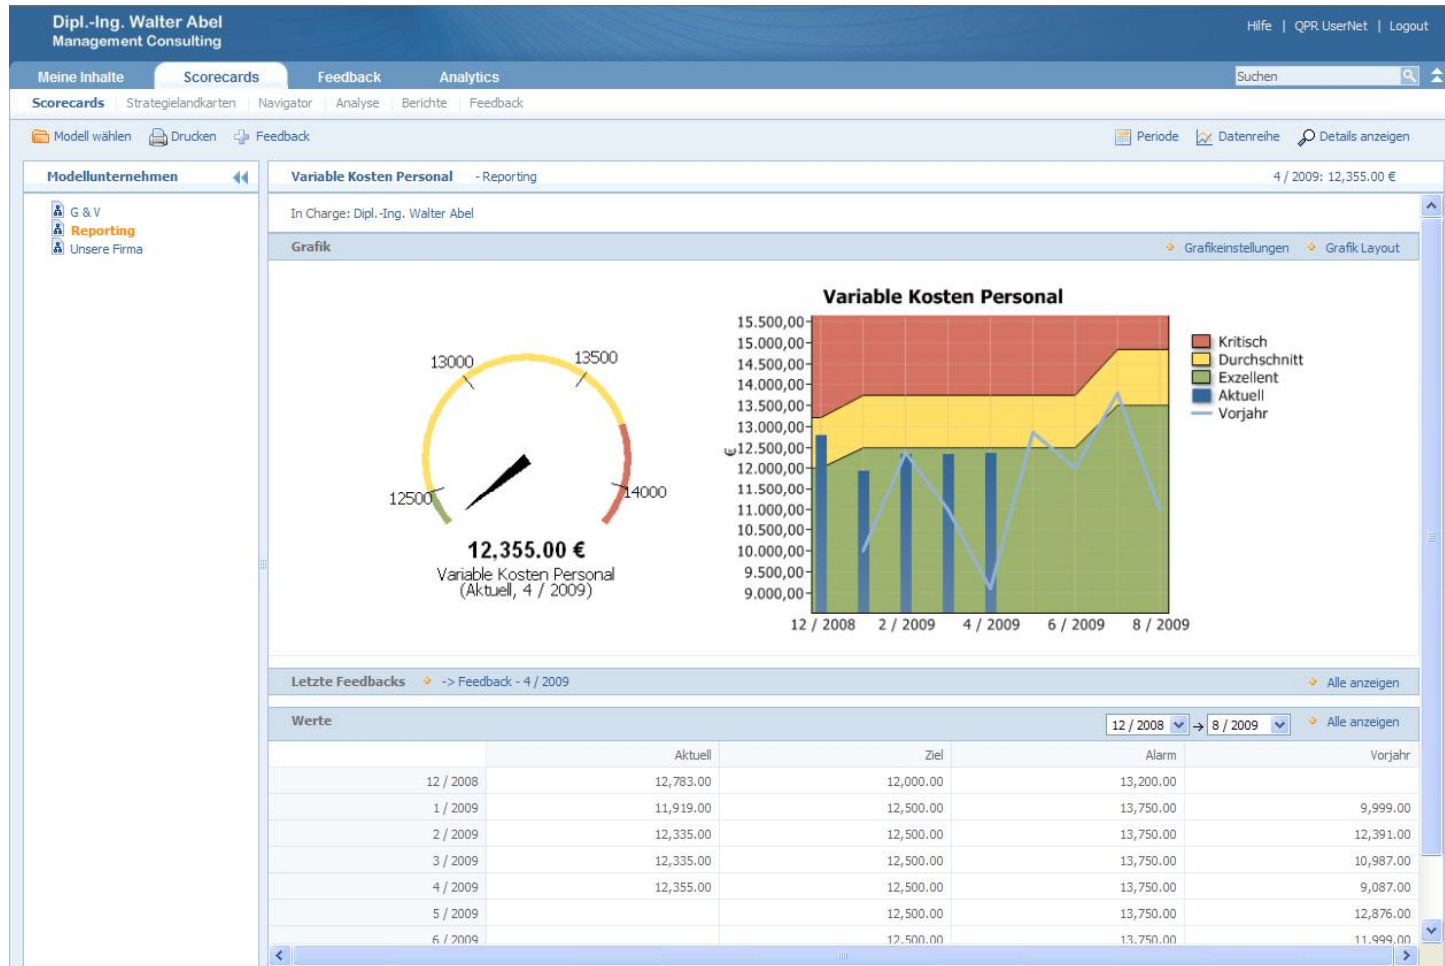 Dipl.-Ing. Walter Abel
Management Consulting
Hilfe | QPR UserNet | Logout
Meine Inhalte Scorecards Feedback Analytics
Suchen
Scorecards Strategielandkarten Navigator Analyse Berichte Feedback
Modell wählen Drucken Feedback
Periode Datenreihe Details anzeigen
Modellunternehmen
G & V
Reporting
Unsere Firma
Variable Kosten Personal - Reporting
4 / 2009: 12,355.00 €
In Charge: Dipl.-Ing. Walter Abel
Grafik
Grafikeinstellungen Grafik Layout
12500
13000
13500
14000
12,355.00 €
Variable Kosten Personal
(Aktuell, 4 / 2009)
Variable Kosten Personal
15.500,00
15.000,00
14.500,00
14.000,00
13.500,00
13.000,00
12.500,00
12.000,00
11.500,00
11.000,00
10.500,00
10.000,00
9.500,00
9.000,00
€
12 / 2008 2 / 2009 4 / 2009 6 / 2009 8 / 2009
Kritisch
Durchschnitt
Exzellent
Aktuell
Vorjahr
Letzte Feedbacks -> Feedback - 4 / 2009
Alle anzeigen
Werte
12 / 2008 → 8 / 2009 Alle anzeigen
Aktuell Ziel Alarm Vorjahr
12 / 2008 12,783.00 12,000.00 13,200.00
1 / 2009 11,919.00 12,500.00 13,750.00 9,999.00
2 / 2009 12,335.00 12,500.00 13,750.00 12,391.00
3 / 2009 12,335.00 12,500.00 13,750.00 10,987.00
4 / 2009 12,355.00 12,500.00 13,750.00 9,087.00
5 / 2009 12,500.00 13,750.00 12,876.00
6 / 2009 12,500.00 13,750.00 11,999.00